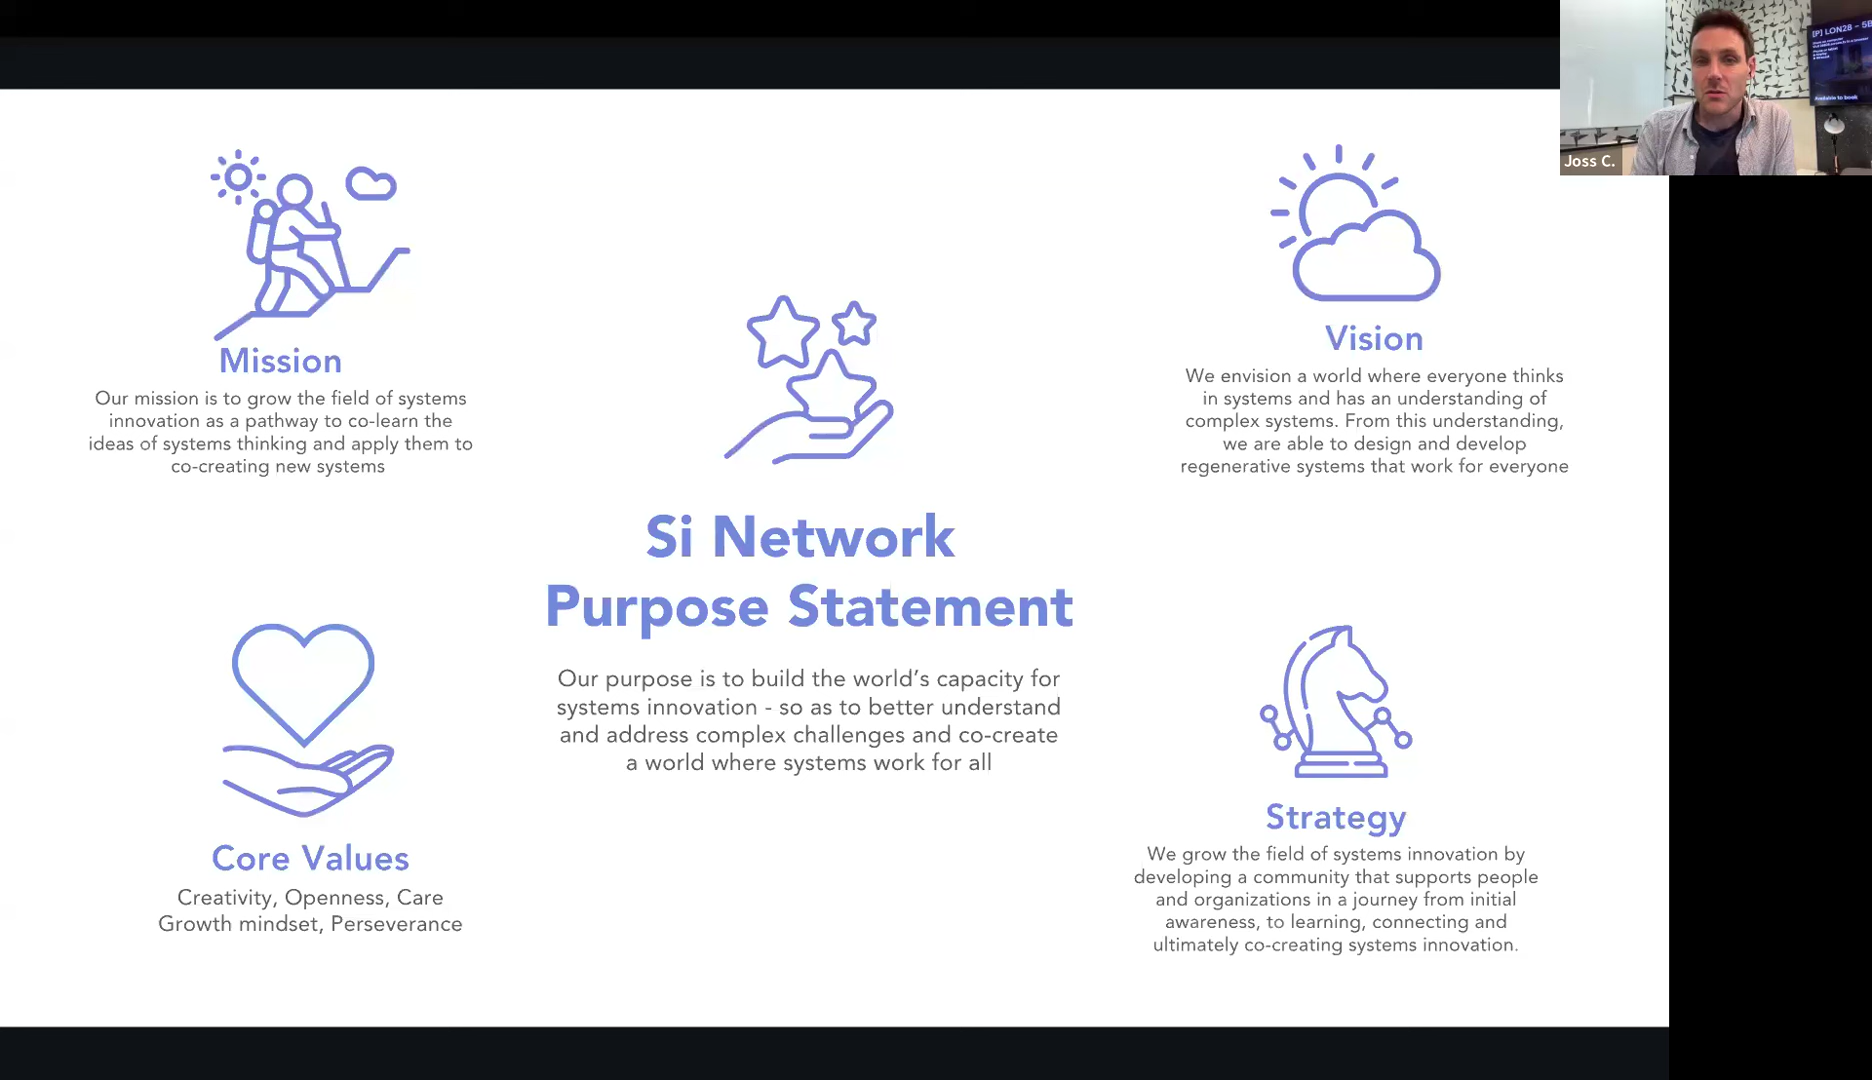 [P] LON28 - 5B
Available to book
Joss C.
Mission
Our mission is to grow the field of systems
innovation as a pathway to co-learn the
ideas of systems thinking and apply them to
co-creating new systems
Vision
We envision a world where everyone thinks
in systems and has an understanding of
complex systems. From this understanding,
we are able to design and develop
regenerative systems that work for everyone
Si Network
Purpose Statement
Our purpose is to build the world’s capacity for
systems innovation - so as to better understand
and address complex challenges and co-create
a world where systems work for all
Core Values
Creativity, Openness, Care
Growth mindset, Perseverance
Strategy
We grow the field of systems innovation by
developing a community that supports people
and organizations in a journey from initial
awareness, to learning, connecting and
ultimately co-creating systems innovation.